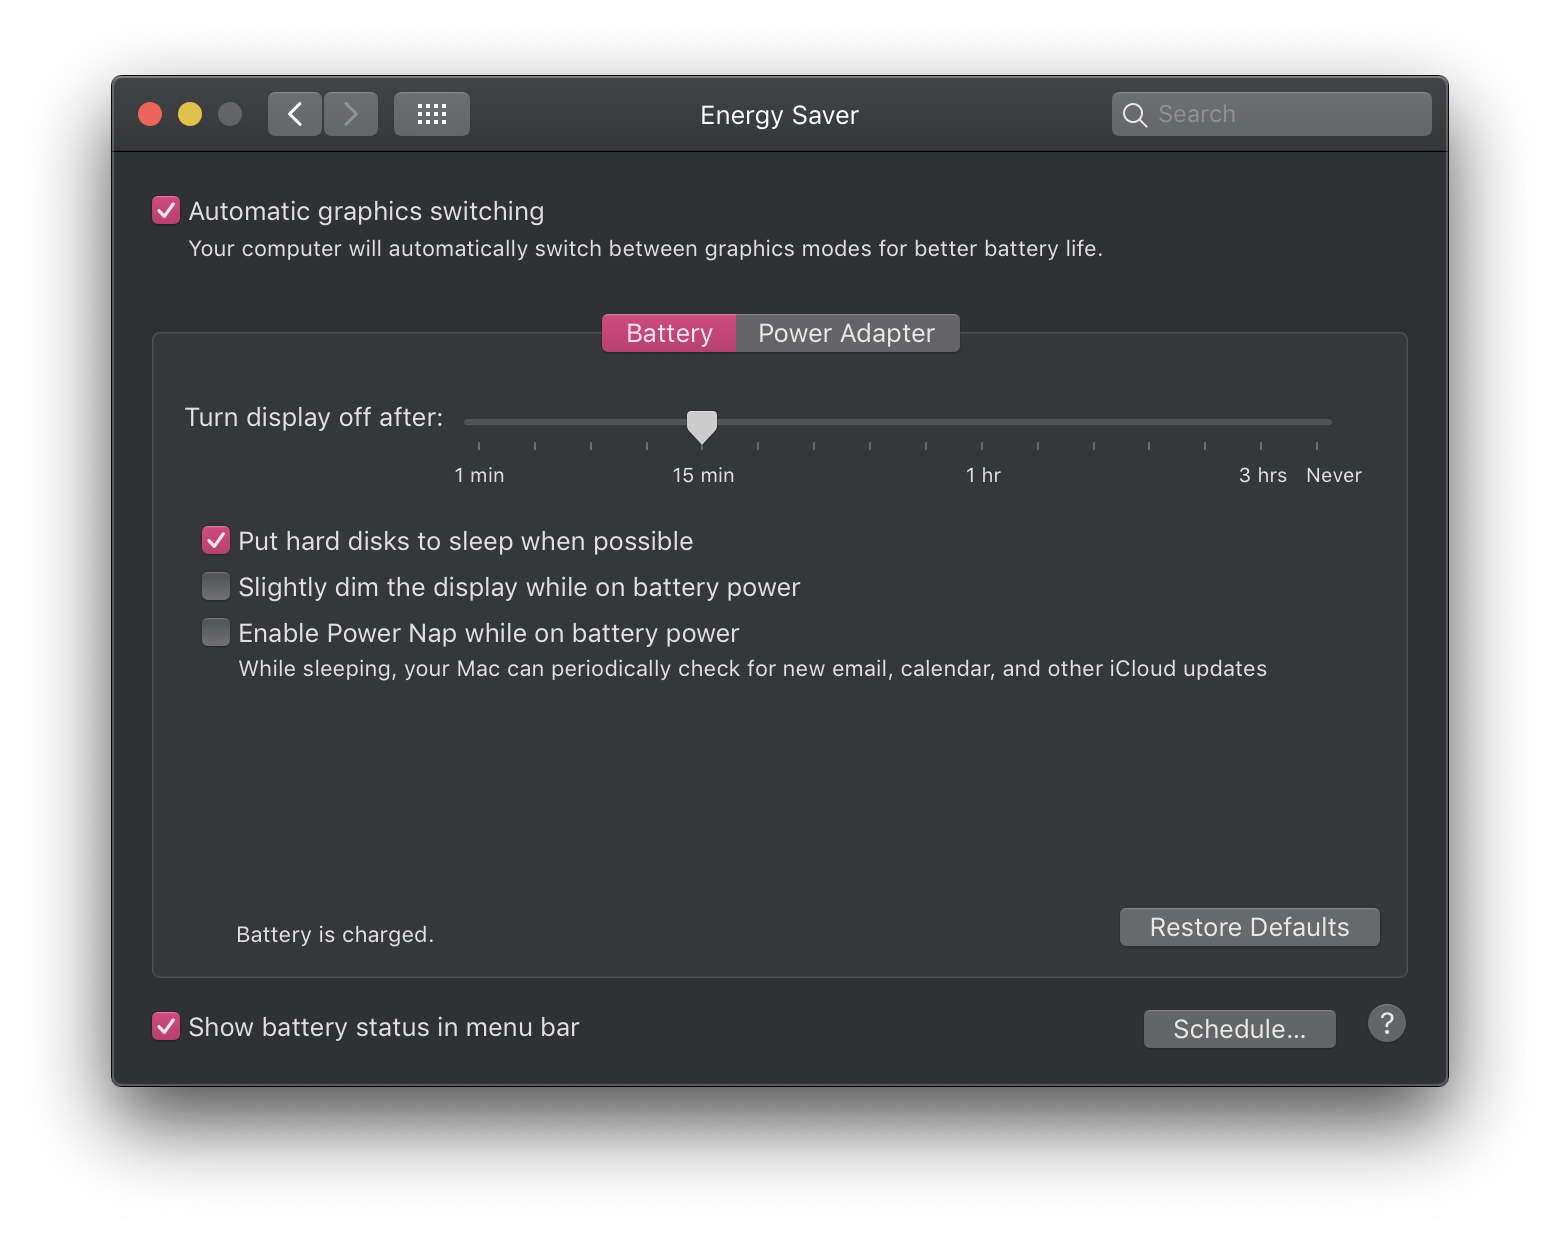 Energy Saver
Search
Automatic graphics switching
Your computer will automatically switch between graphics modes for better battery life.
Battery
Power Adapter
Turn display off after:
1 min
15 min
1 hr
3 hrs
Never
Put hard disks to sleep when possible
Slightly dim the display while on battery power
Enable Power Nap while on battery power
While sleeping, your Mac can periodically check for new email, calendar, and other iCloud updates
Battery is charged.
Restore Defaults
Show battery status in menu bar
Schedule...
?